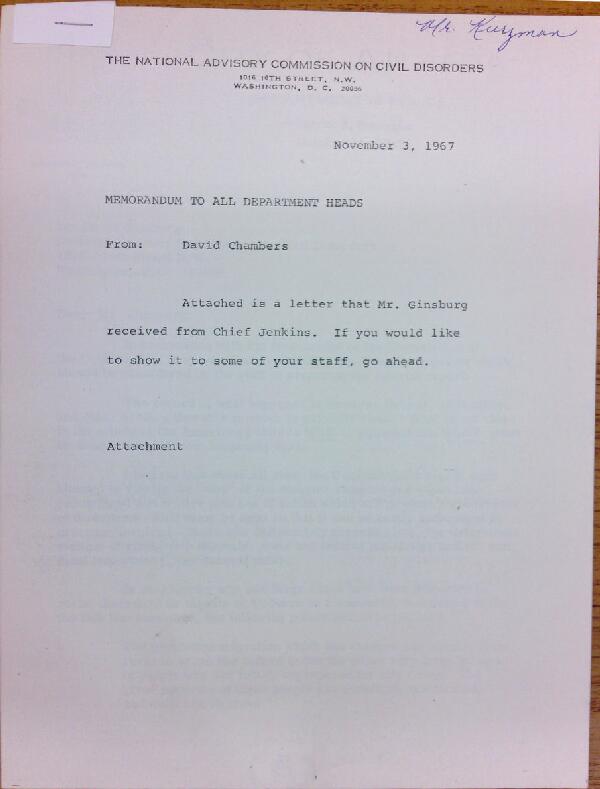 Mr. Kurzman
THE NATIONAL ADVISORY COMMISSION ON CIVIL DISORDERS
1016 16TH STREET, N.W.
WASHINGTON, D. C. 20036
November 3, 1967
MEMORANDUM TO ALL DEPARTMENT HEADS
From: David Chambers
Attached is a letter that Mr. Ginsburg
received from Chief Jenkins. If you would like
to show it to some of your staff, go ahead.
Attachment